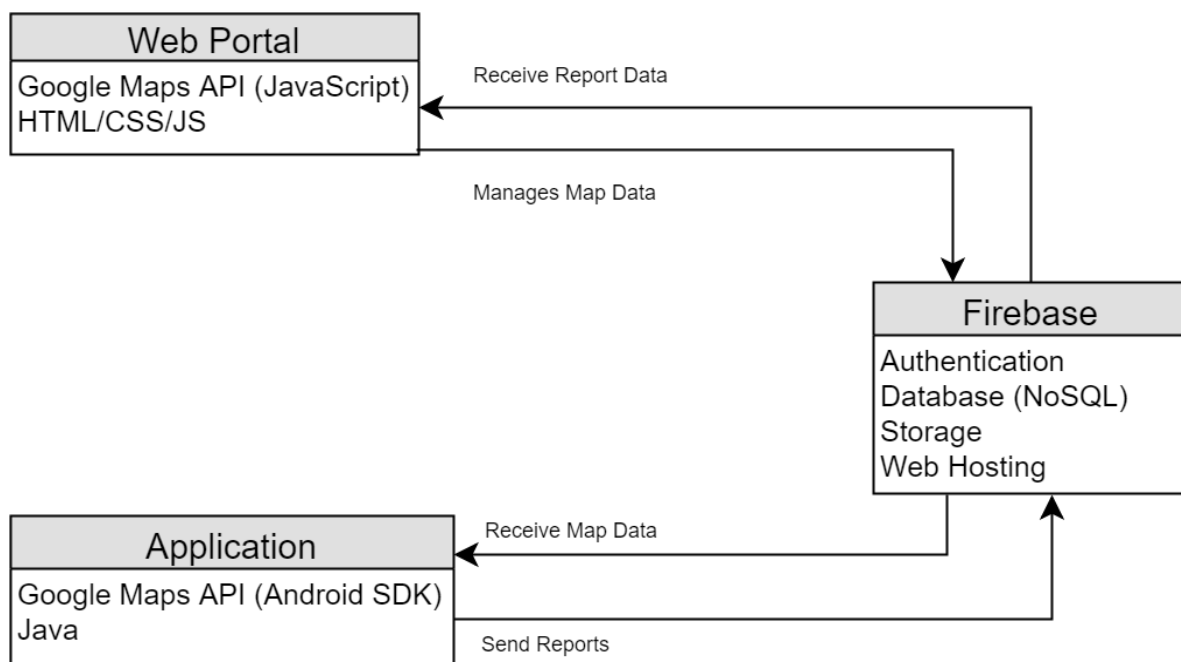 Web Portal
Google Maps API (JavaScript)
HTML/CSS/JS
Receive Report Data
Manages Map Data
Firebase
Authentication
Database (NoSQL)
Storage
Web Hosting
Receive Map Data
Application
Google Maps API (Android SDK)
Java
Send Reports